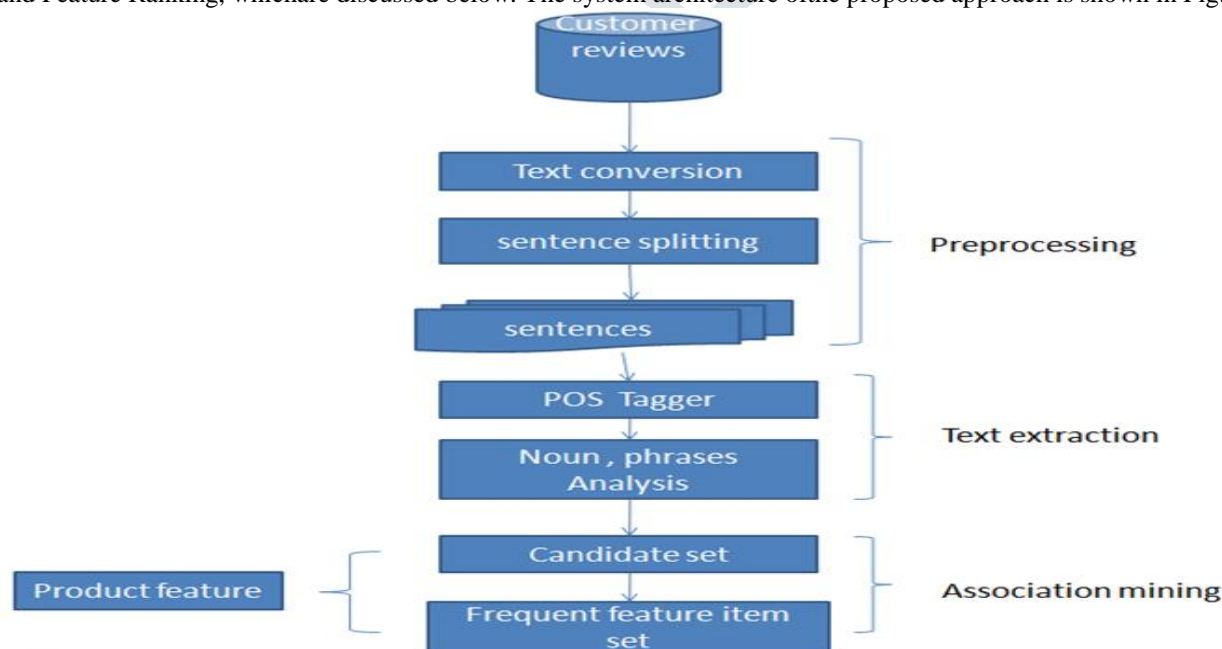 and Feature Ranking, whichare discussed below. The system architecture ofthe proposed approach is shown in Fig
Customer
reviews
Text conversion
sentence splitting
Preprocessing
sentences
POS Tagger
Text extraction
Noun , phrases
Analysis
Candidate set
Product feature
Association mining
Frequent feature item
set